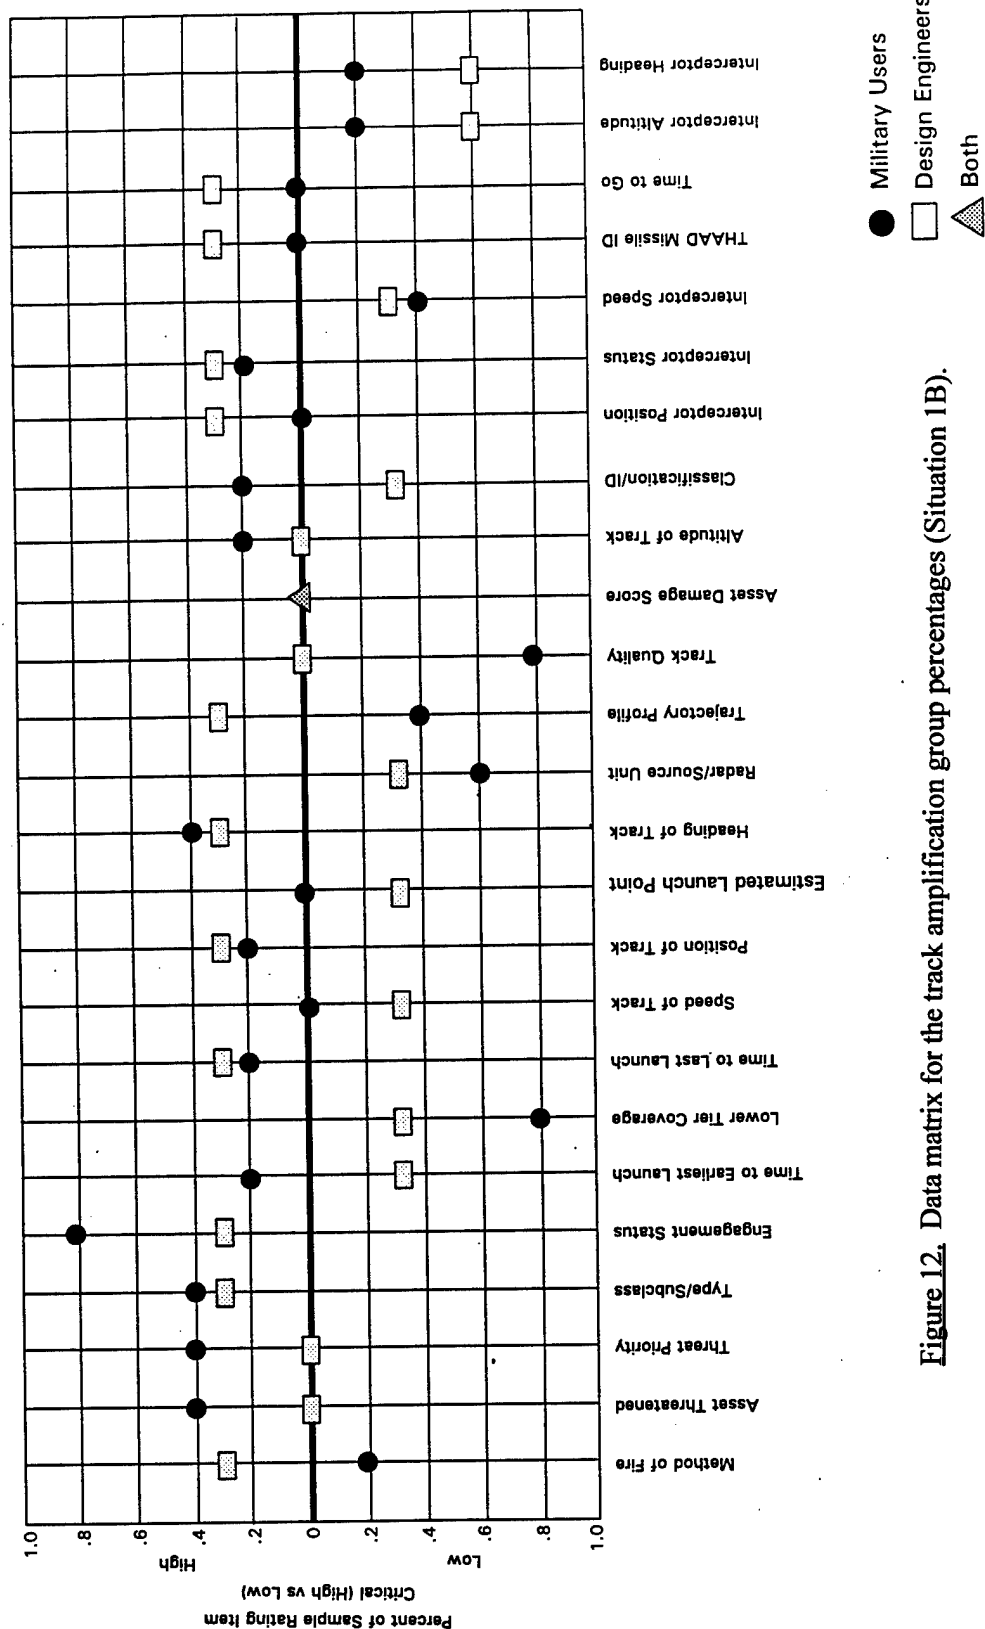 Percent of Sample Rating Item
Critical (High vs Low)
High
Low
1.0
.8
.6
.4
.2
0
.2
.4
.6
.8
1.0
Method of Fire
Asset Threatened
Threat Priority
Type/Subclass
Engagement Status
Time to Earliest Launch
Lower Tier Coverage
Time to Last Launch
Speed of Track
Position of Track
Estimated Launch Point
Heading of Track
Radar/Source Unit
Trajectory Profile
Track Quality
Asset Damage Score
Altitude of Track
Classification/ID
Interceptor Position
Interceptor Status
Interceptor Speed
THAAD Missile ID
Time to Go
Interceptor Altitude
Interceptor Heading
Military Users
Design Engineers
Both
Figure 12. Data matrix for the track amplification group percentages (Situation 1B).